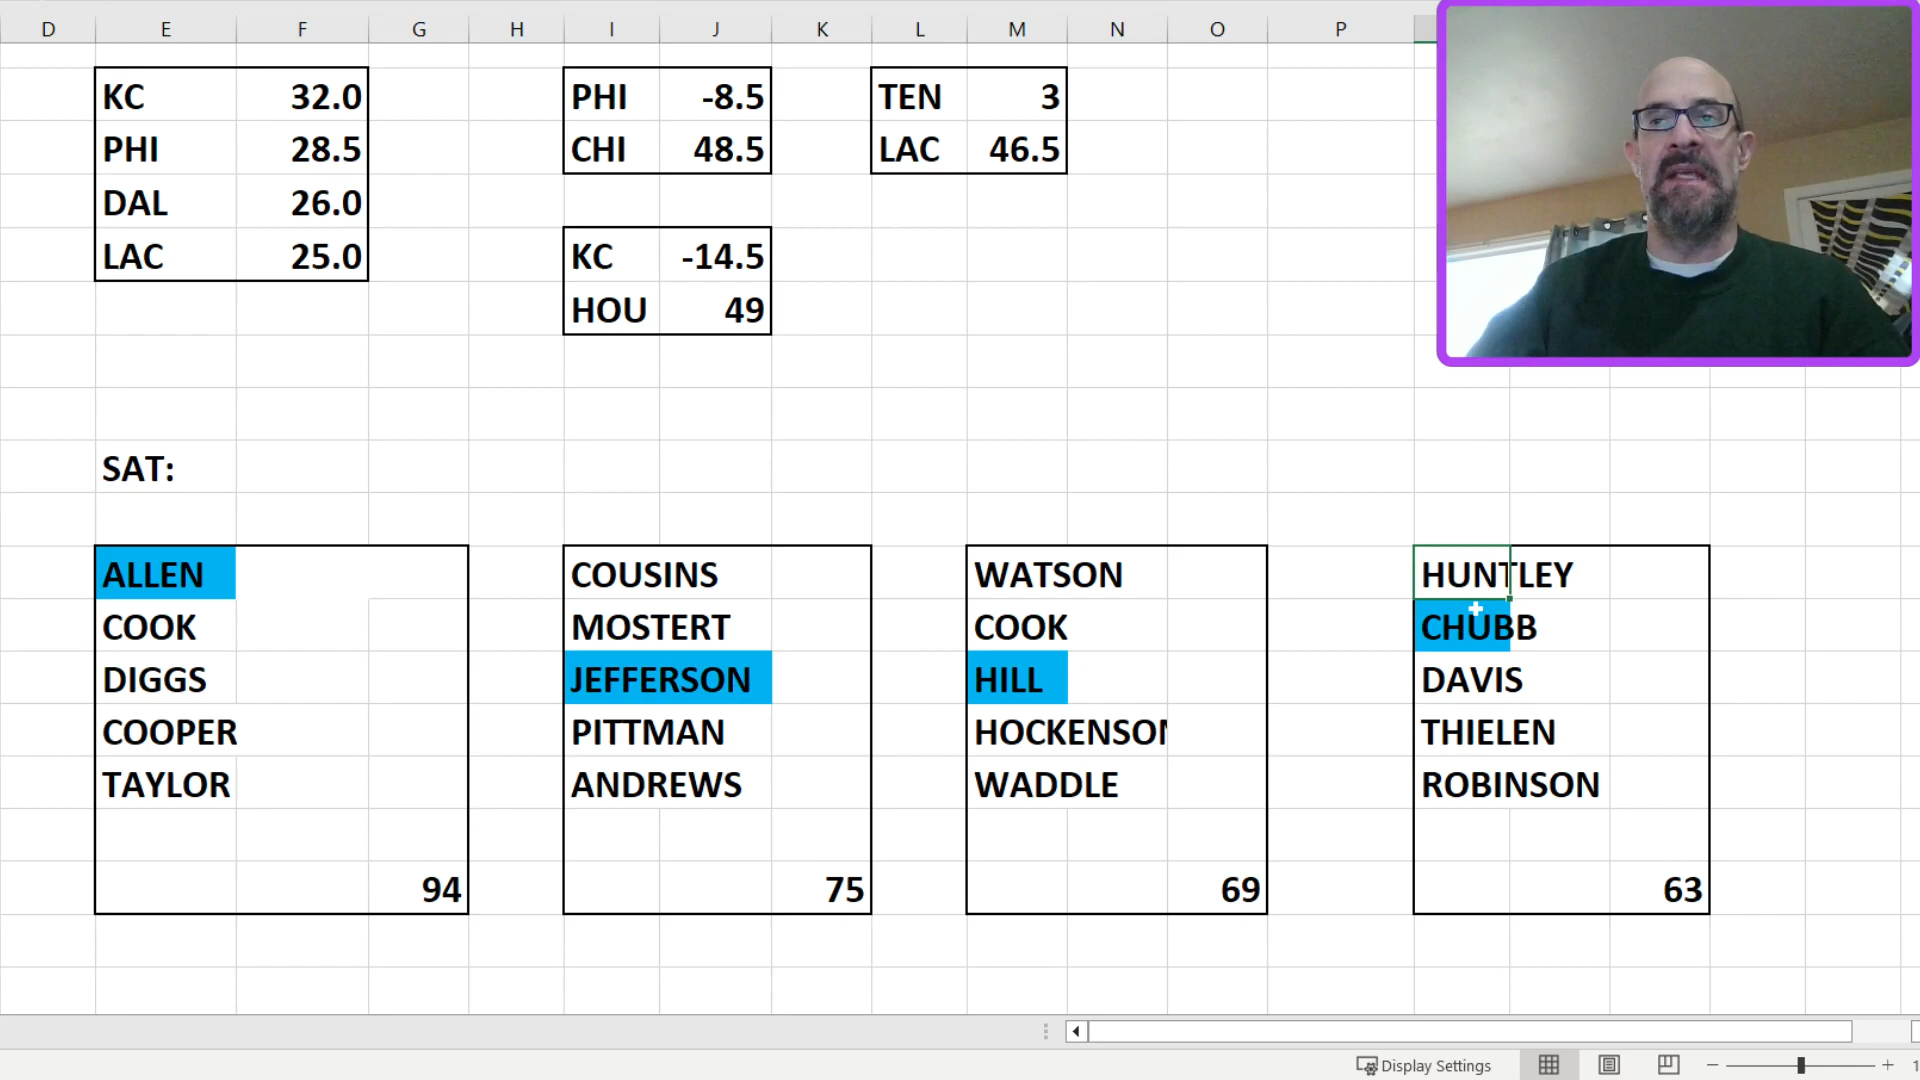 D E F G H I J K L M N O P
KC 32.0 PHI -8.5 TEN 3
PHI 28.5 CHI 48.5 LAC 46.5
DAL 26.0
LAC 25.0 KC -14.5
HOU 49
SAT:
ALLEN COUSINS WATSON HUNTLEY
COOK MOSTERT COOK CHUBB
DIGGS JEFFERSON HILL DAVIS
COOPER PITTMAN HOCKENSON THIELEN
TAYLOR ANDREWS WADDLE ROBINSON
94 75 69 63
Display Settings